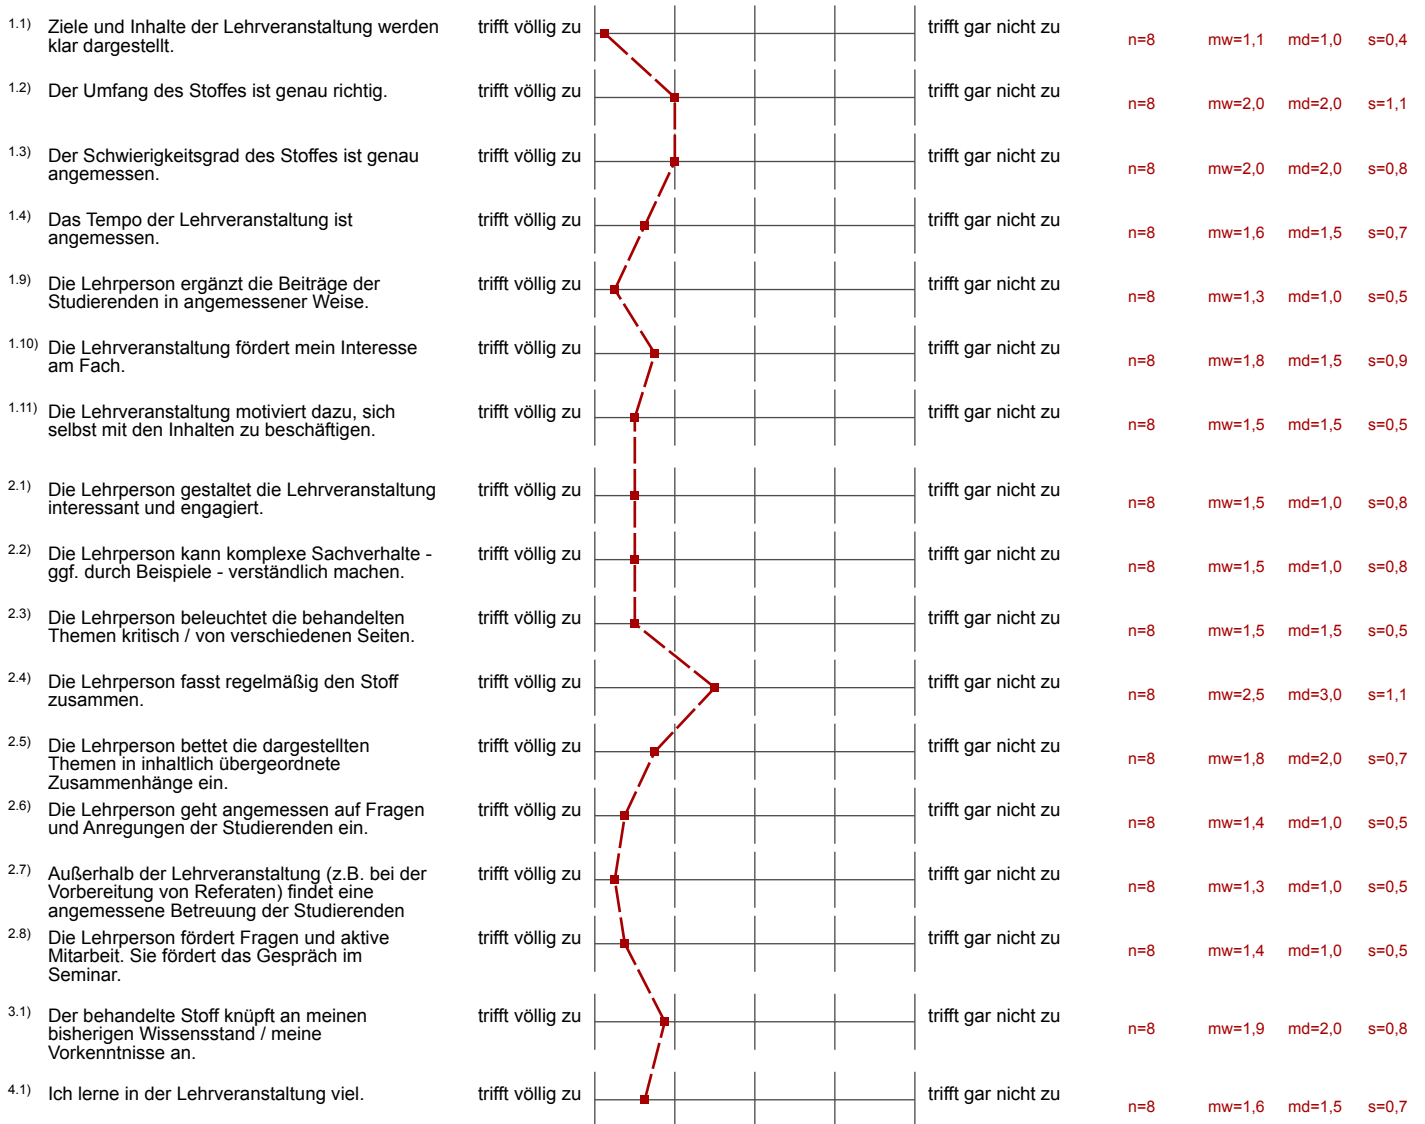 1.1) Ziele und Inhalte der Lehrveranstaltung werden trifft völlig zu trifft gar nicht zu
klar dargestellt. n=8 mw=1,1 md=1,0 s=0,4
1.2) Der Umfang des Stoffes ist genau richtig. trifft völlig zu trifft gar nicht zu
n=8 mw=2,0 md=2,0 s=1,1
1.3) Der Schwierigkeitsgrad des Stoffes ist genau trifft völlig zu trifft gar nicht zu
angemessen. n=8 mw=2,0 md=2,0 s=0,8
1.4) Das Tempo der Lehrveranstaltung ist trifft völlig zu trifft gar nicht zu
angemessen. n=8 mw=1,6 md=1,5 s=0,7
1.9) Die Lehrperson ergänzt die Beiträge der trifft völlig zu trifft gar nicht zu
Studierenden in angemessener Weise. n=8 mw=1,3 md=1,0 s=0,5
1.10) Die Lehrveranstaltung fördert mein Interesse trifft völlig zu trifft gar nicht zu
am Fach. n=8 mw=1,8 md=1,5 s=0,9
1.11) Die Lehrveranstaltung motiviert dazu, sich trifft völlig zu trifft gar nicht zu
selbst mit den Inhalten zu beschäftigen. n=8 mw=1,5 md=1,5 s=0,5
2.1) Die Lehrperson gestaltet die Lehrveranstaltung trifft völlig zu trifft gar nicht zu
interessant und engagiert. n=8 mw=1,5 md=1,0 s=0,8
2.2) Die Lehrperson kann komplexe Sachverhalte - trifft völlig zu trifft gar nicht zu
ggf. durch Beispiele - verständlich machen. n=8 mw=1,5 md=1,0 s=0,8
2.3) Die Lehrperson beleuchtet die behandelten trifft völlig zu trifft gar nicht zu
Themen kritisch / von verschiedenen Seiten. n=8 mw=1,5 md=1,5 s=0,5
2.4) Die Lehrperson fasst regelmäßig den Stoff trifft völlig zu trifft gar nicht zu
zusammen. n=8 mw=2,5 md=3,0 s=1,1
2.5) Die Lehrperson bettet die dargestellten trifft völlig zu trifft gar nicht zu
Themen in inhaltlich übergeordnete n=8 mw=1,8 md=2,0 s=0,7
Zusammenhänge ein.
2.6) Die Lehrperson geht angemessen auf Fragen trifft völlig zu trifft gar nicht zu
und Anregungen der Studierenden ein. n=8 mw=1,4 md=1,0 s=0,5
2.7) Außerhalb der Lehrveranstaltung (z.B. bei der trifft völlig zu trifft gar nicht zu
Vorbereitung von Referaten) findet eine n=8 mw=1,3 md=1,0 s=0,5
angemessene Betreuung der Studierenden
2.8) Die Lehrperson fördert Fragen und aktive trifft völlig zu trifft gar nicht zu
Mitarbeit. Sie fördert das Gespräch im n=8 mw=1,4 md=1,0 s=0,5
Seminar.
3.1) Der behandelte Stoff knüpft an meinen trifft völlig zu trifft gar nicht zu
bisherigen Wissensstand / meine n=8 mw=1,9 md=2,0 s=0,8
Vorkenntnisse an.
4.1) Ich lerne in der Lehrveranstaltung viel. trifft völlig zu trifft gar nicht zu
n=8 mw=1,6 md=1,5 s=0,7